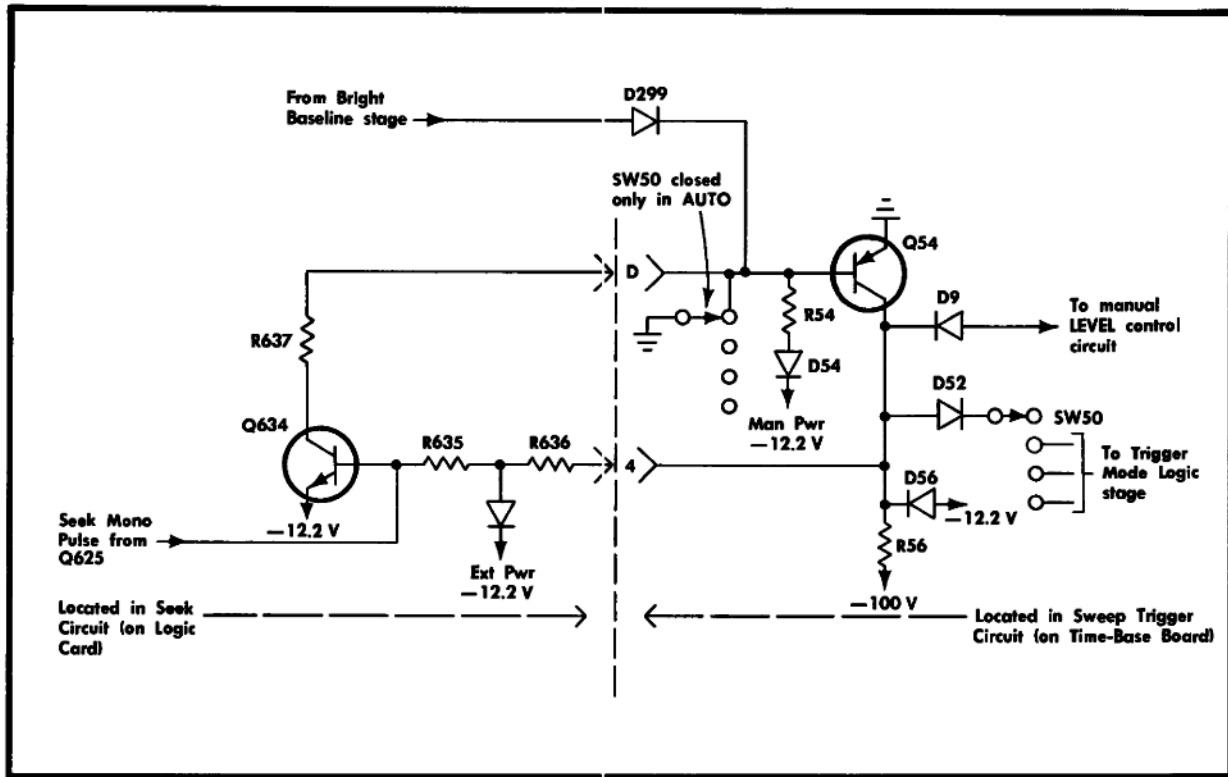 From Bright
Baseline stage
D299
SW50 closed
only in AUTO
Q54
D
R54
D9
To manual
LEVEL control
circuit
R637
D54
Man Pwr
—12.2 V
D52
SW50
Q634
R635
R636
4
To Trigger
Mode Logic
stage
D56
—12.2 V
—12.2 V
Seek Mono
Pulse from
Q625
R56
Ext Pwr
—12.2 V
—100 V
Located in Seek
Circuit (on Logic
Card)
Located in Sweep Trigger
Circuit (on Time-Base Board)